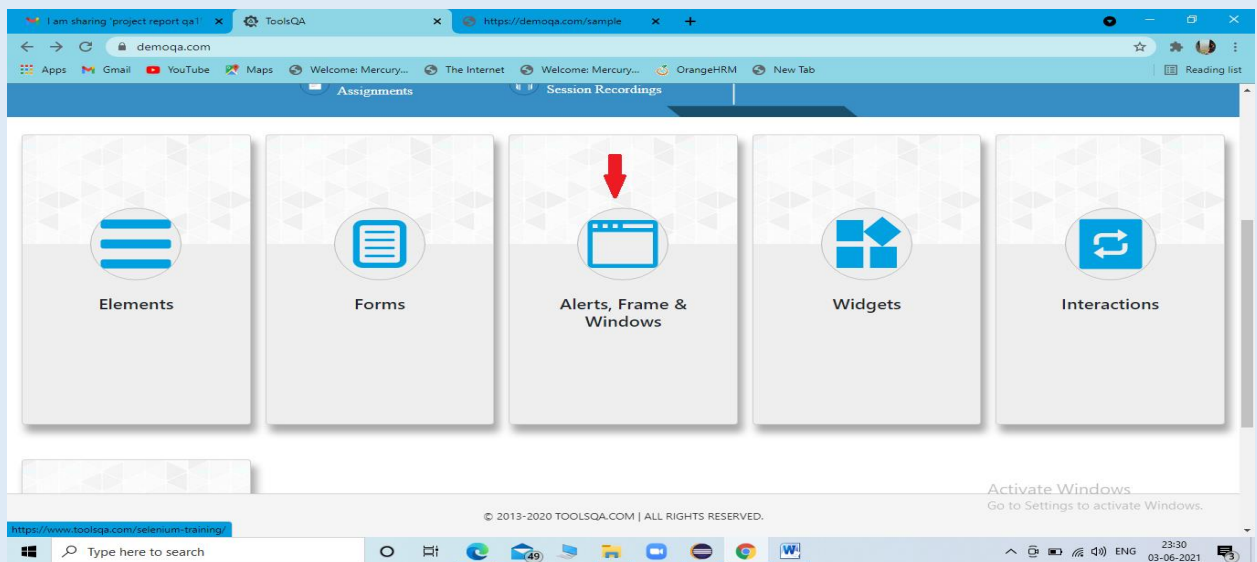 I am sharing 'project report qa1'
ToolsQA
https://demoqa.com/sample
demoqa.com
Apps Gmail YouTube Maps Welcome: Mercury... The Internet Welcome: Mercury... OrangeHRM New Tab Reading list
Assignments Session Recordings
Elements Forms Alerts, Frame & Widgets Interactions
Windows
Activate Windows
Go to Settings to activate Windows.
© 2013-2020 TOOLSQA.COM | ALL RIGHTS RESERVED.
https://www.toolsqa.com/selenium-training/
Type here to search 49 W ENG 23:30
03-06-2021 3